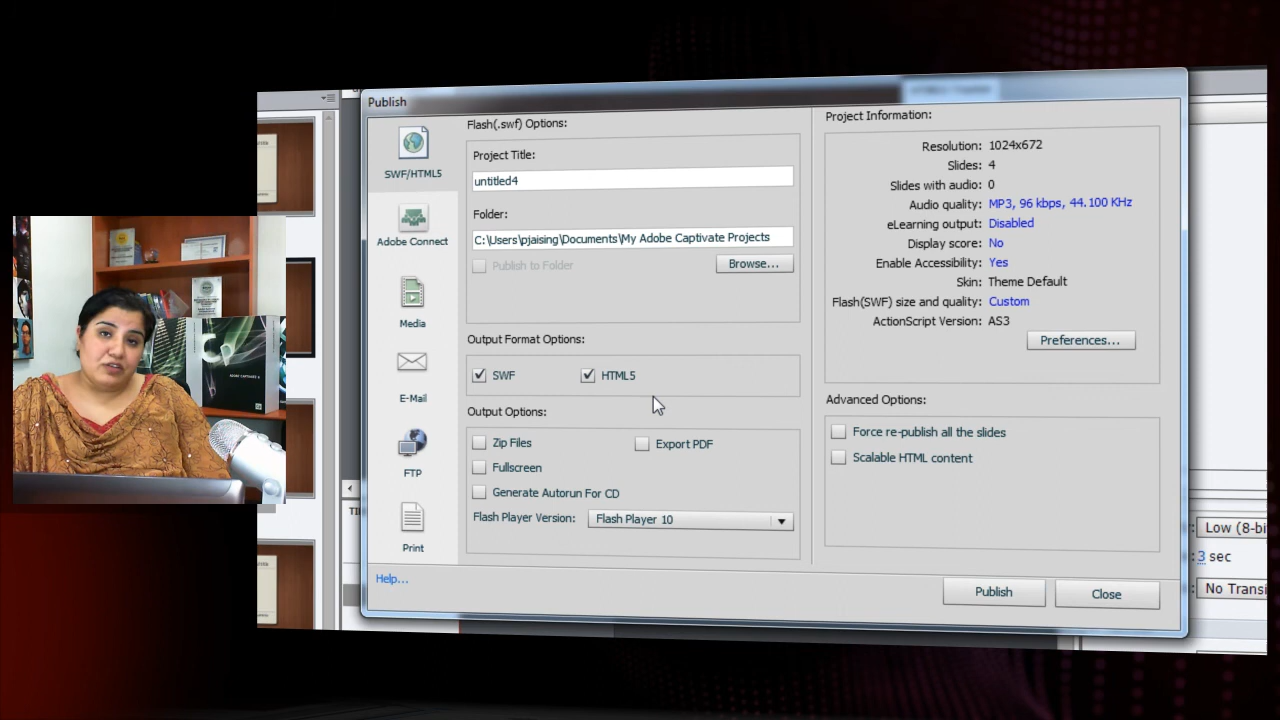 Publish
SWF/HTML5
Adobe Connect
Media
E-Mail
FTP
Print
Help...
Flash(.swf) Options:
Project Title:
untitled4
Folder:
C:\Users\pjaising\Documents\My Adobe Captivate Projects
Publish to Folder
Browse...
Output Format Options:
SWF
HTML5
Output Options:
Zip Files
Export PDF
Fullscreen
Generate Autorun For CD
Flash Player Version:
Flash Player 10
Project Information:
Resolution: 1024x672
Slides: 4
Slides with audio: 0
Audio quality: MP3, 96 kbps, 44.100 KHz
eLearning output: Disabled
Display score: No
Enable Accessibility: Yes
Skin: Theme Default
Flash(SWF) size and quality: Custom
ActionScript Version: AS3
Preferences...
Advanced Options:
Force re-publish all the slides
Scalable HTML content
Publish
Close
Low (8-bi
3 sec
No Transi
TI